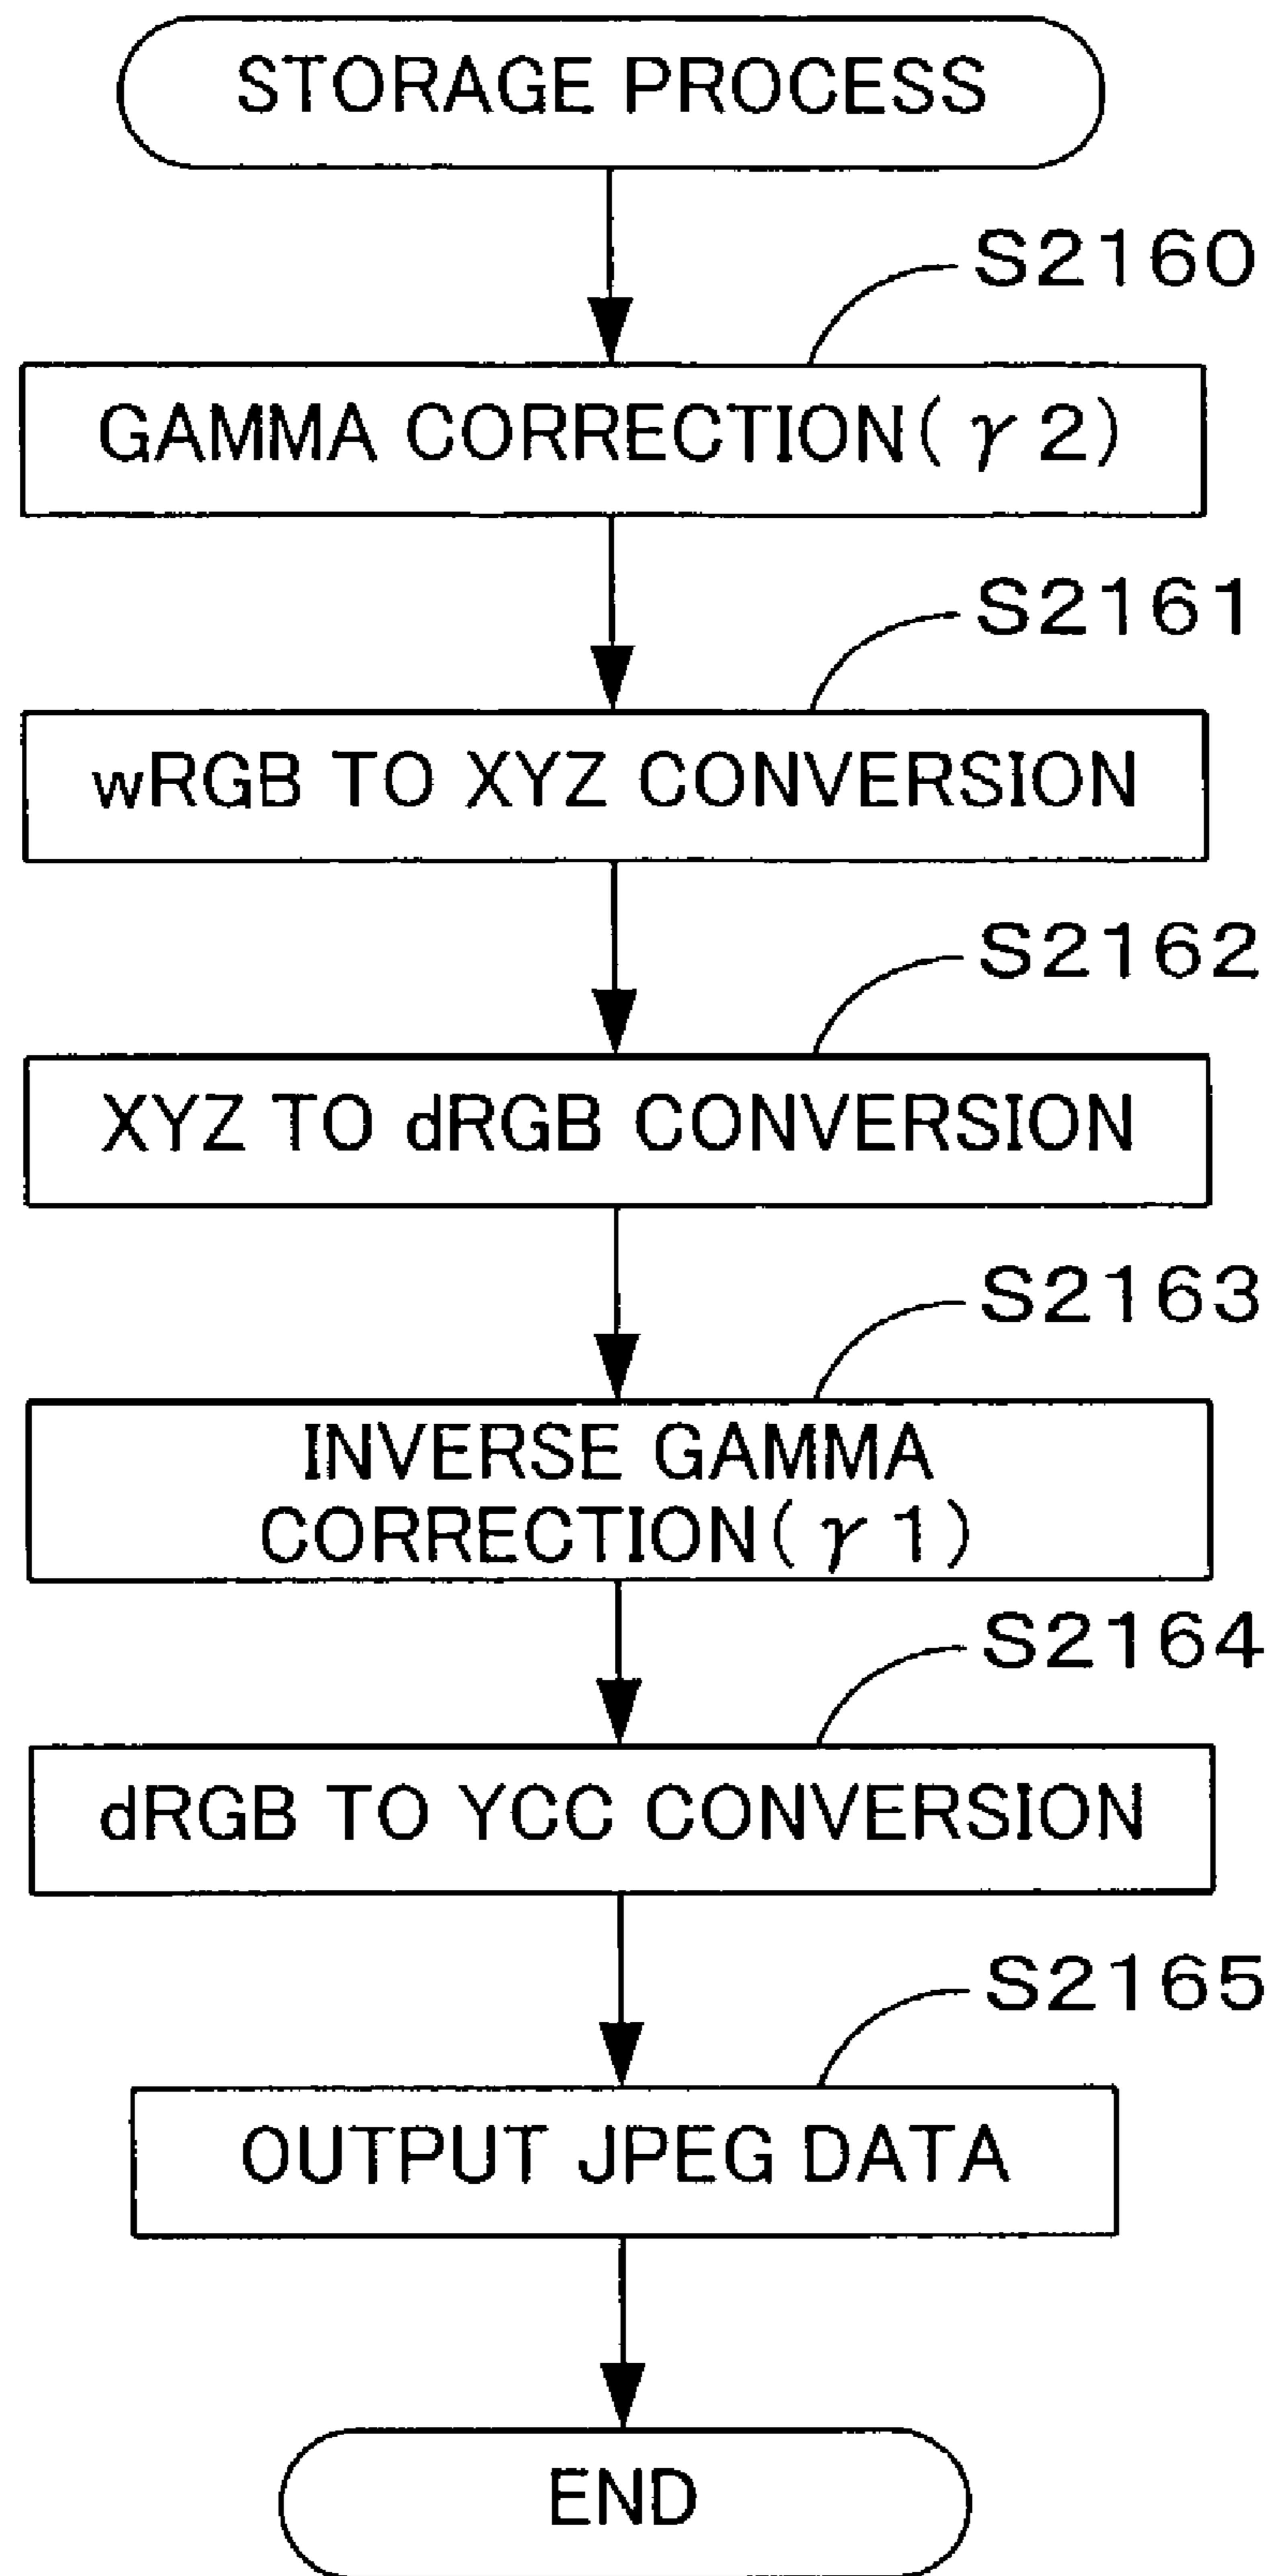 STORAGE PROCESS
S2160
GAMMA CORRECTION(γ2)
S2161
wRGB TO XYZ CONVERSION
S2162
XYZ TO dRGB CONVERSION
S2163
INVERSE GAMMA
CORRECTION(γ1)
S2164
dRGB TO YCC CONVERSION
S2165
OUTPUT JPEG DATA
END